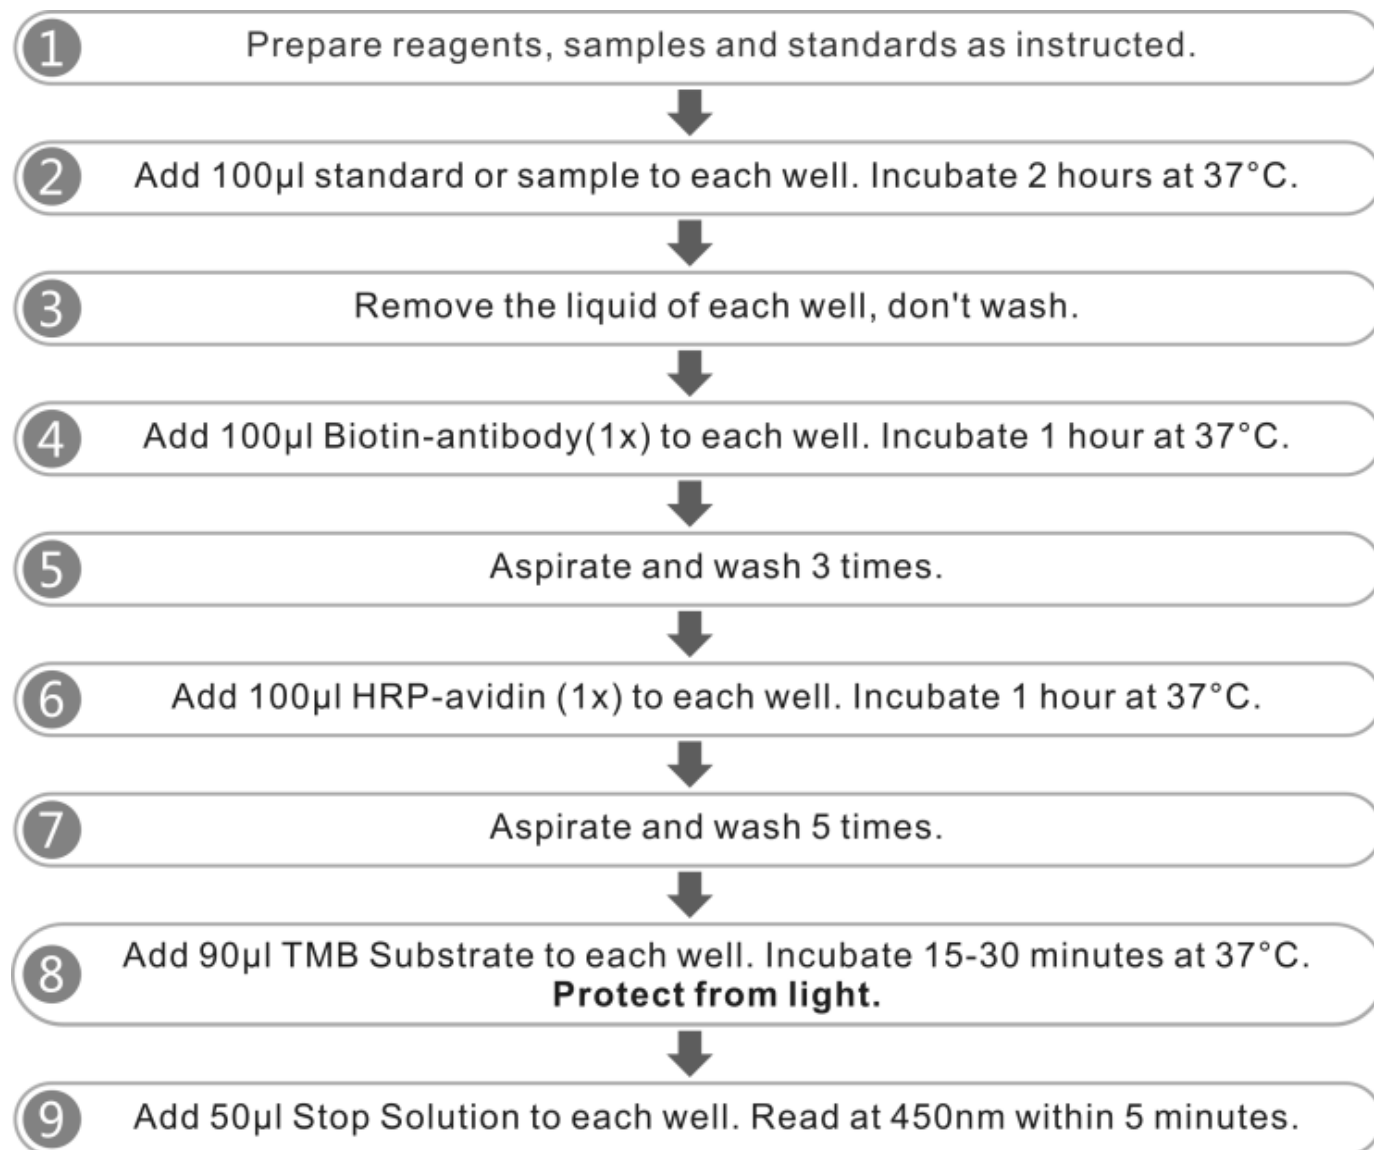 1 Prepare reagents, samples and standards as instructed.
2 Add 100µl standard or sample to each well. Incubate 2 hours at 37°C.
3 Remove the liquid of each well, don't wash.
4 Add 100µl Biotin-antibody(1x) to each well. Incubate 1 hour at 37°C.
5 Aspirate and wash 3 times.
6 Add 100µl HRP-avidin (1x) to each well. Incubate 1 hour at 37°C.
7 Aspirate and wash 5 times.
8 Add 90µl TMB Substrate to each well. Incubate 15-30 minutes at 37°C.
Protect from light.
9 Add 50µl Stop Solution to each well. Read at 450nm within 5 minutes.